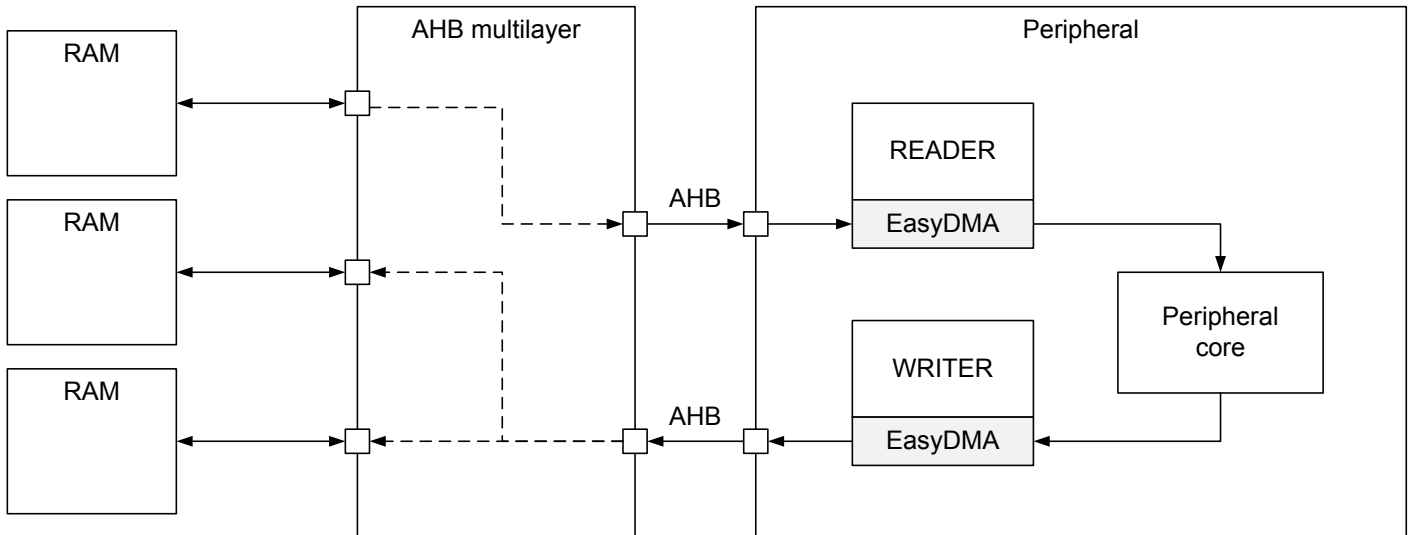 AHB multilayer
Peripheral
RAM
READER
AHB
EasyDMA
RAM
Peripheral
core
WRITER
RAM
AHB
EasyDMA